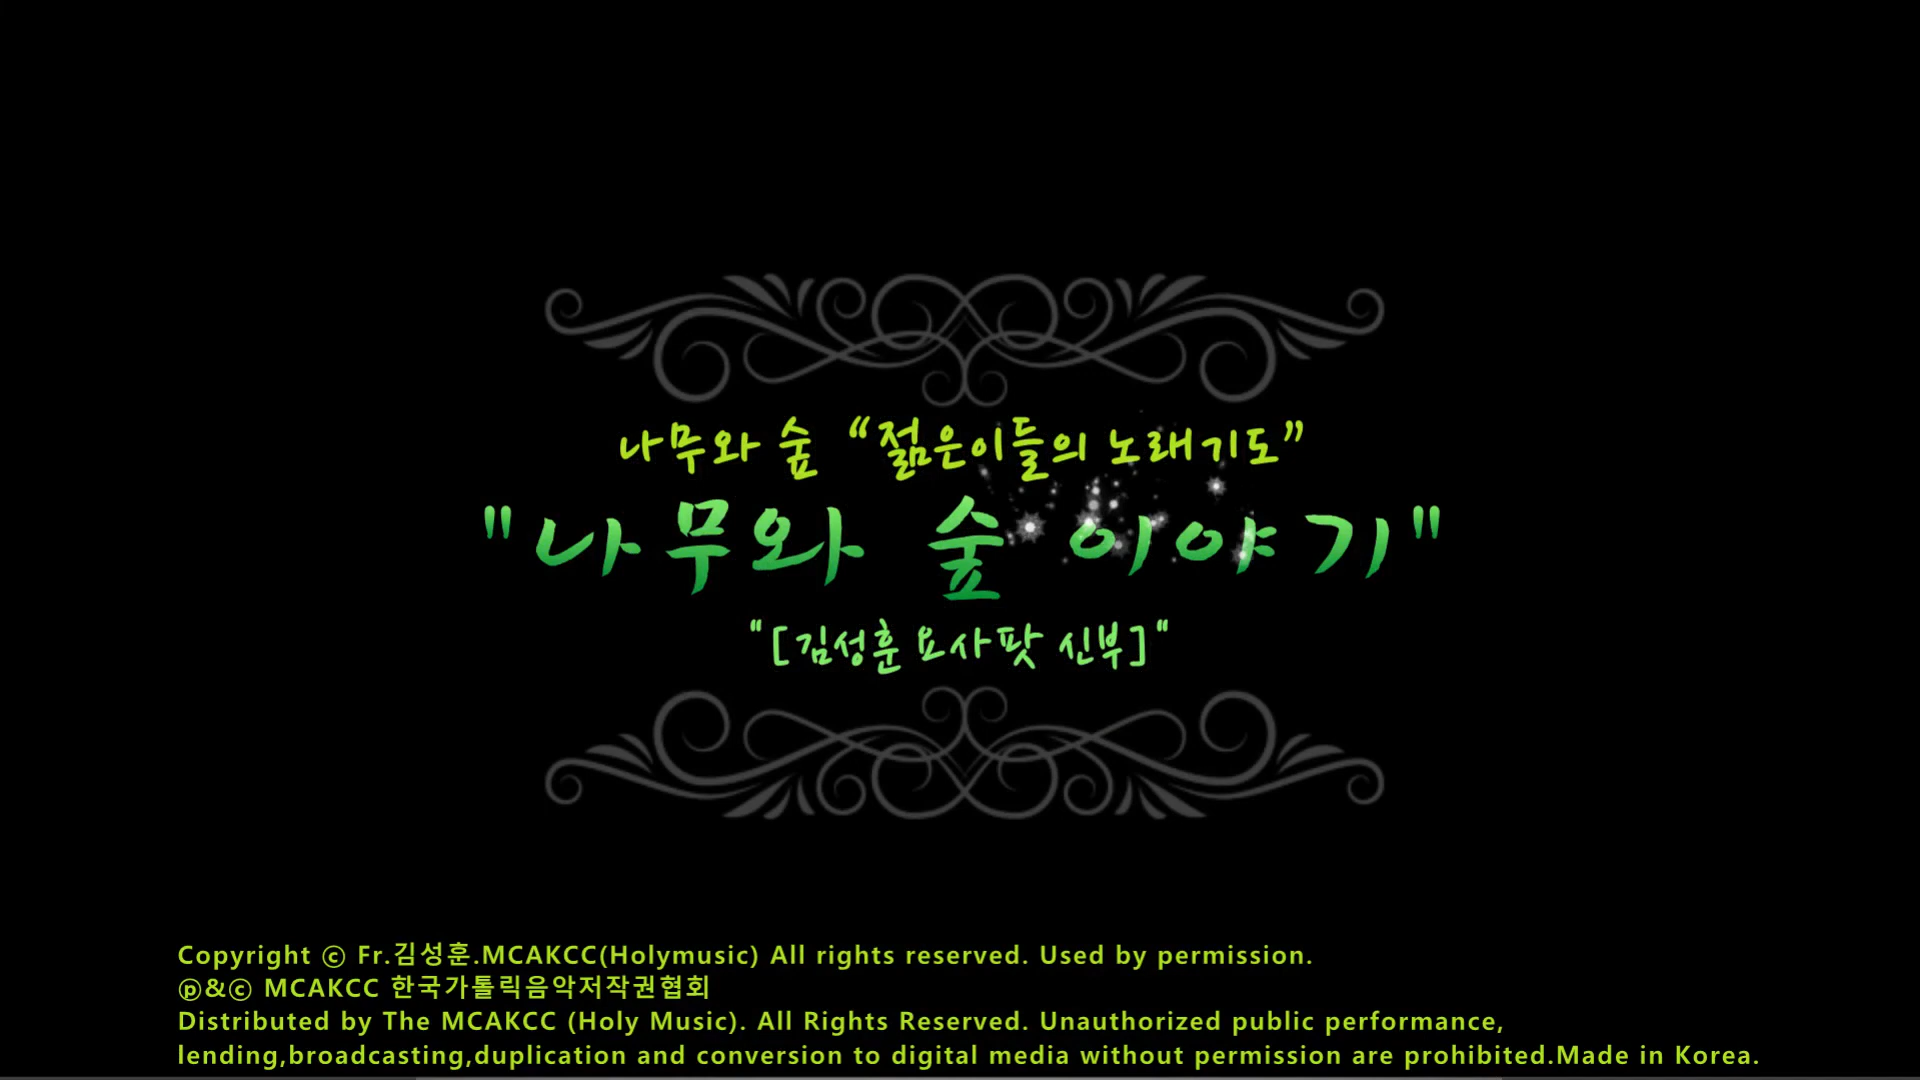 나무와 숲 “젊은이들의 노래기도”
"나무와 숲 이야기"
"[김성훈 요사팟 신부]"
Copyright ⓒ Fr.김성훈.MCAKCC(Holymusic) All rights reserved. Used by permission.
ⓟ&ⓒ MCAKCC 한국가톨릭음악저작권협회
Distributed by The MCAKCC (Holy Music). All Rights Reserved. Unauthorized public performance,
lending,broadcasting,duplication and conversion to digital media without permission are prohibited.Made in Korea.